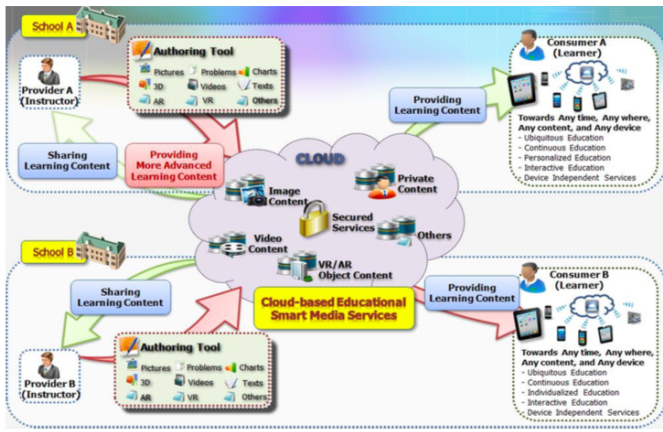 School A
Provider A
(Instructor)
Authoring Tool
Pictures Problems Charts
3D Videos Texts
AR VR Others
Sharing
Learning Content
Providing
More Advanced
Learning Content
CLOUD
Image
Content
Private
Content
Secured
Services
Others
Video
Content
VR/AR
Object Content
Cloud-based Educational
Smart Media Services
Providing
Learning Content
Consumer A
(Learner)
Towards Any time, Any where,
Any content, and Any device
- Ubiquitous Education
- Continuous Education
- Personalized Education
- Interactive Education
- Device Independent Services
School B
Sharing
Learning Content
Provider B
(Instructor)
Authoring Tool
Pictures Problems Charts
3D Videos Texts
AR VR Others
Providing
Learning Content
Consumer B
(Learner)
Towards Any time, Any where,
Any content, and Any device
- Ubiquitous Education
- Continuous Education
- Individualized Education
- Interactive Education
- Device Independent Services